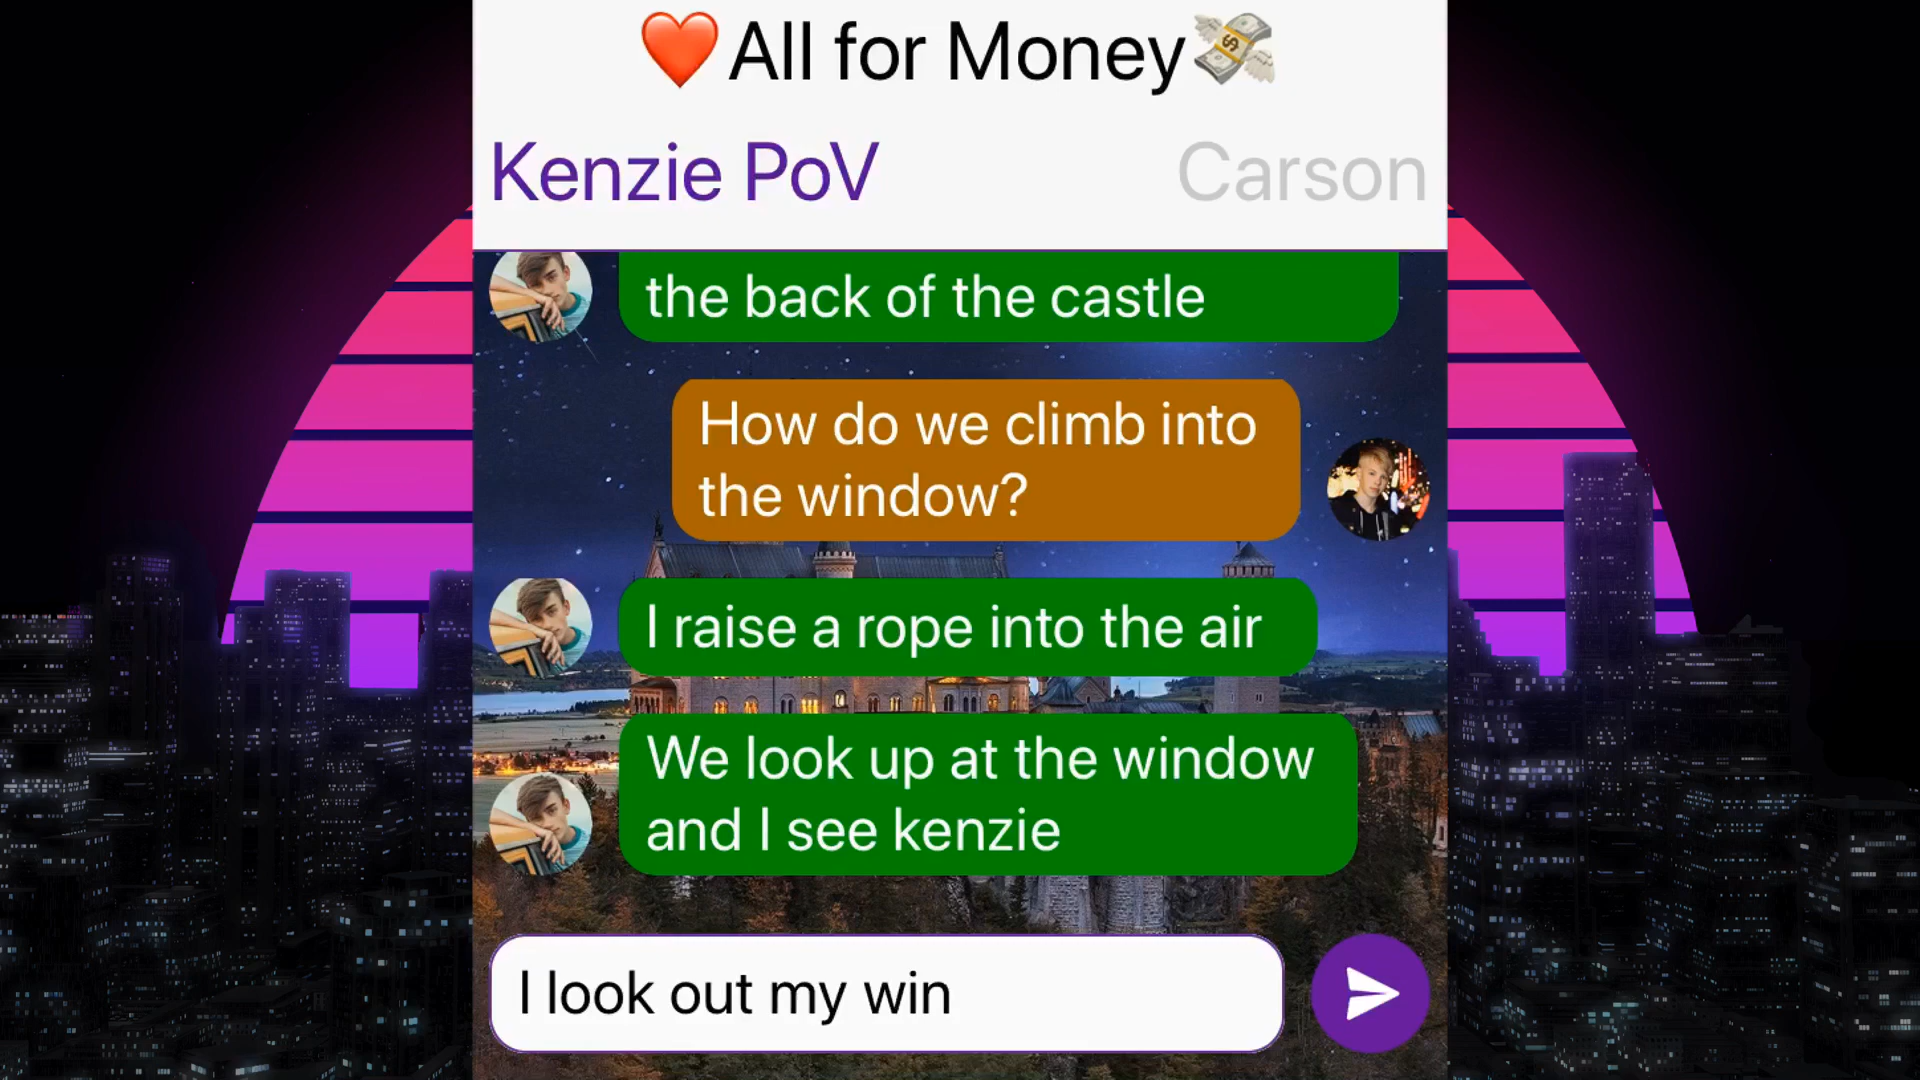 ❤️All for Money💸
Kenzie PoV
Carson
the back of the castle
How do we climb into
the window?
I raise a rope into the air
We look up at the window
and I see kenzie
I look out my win